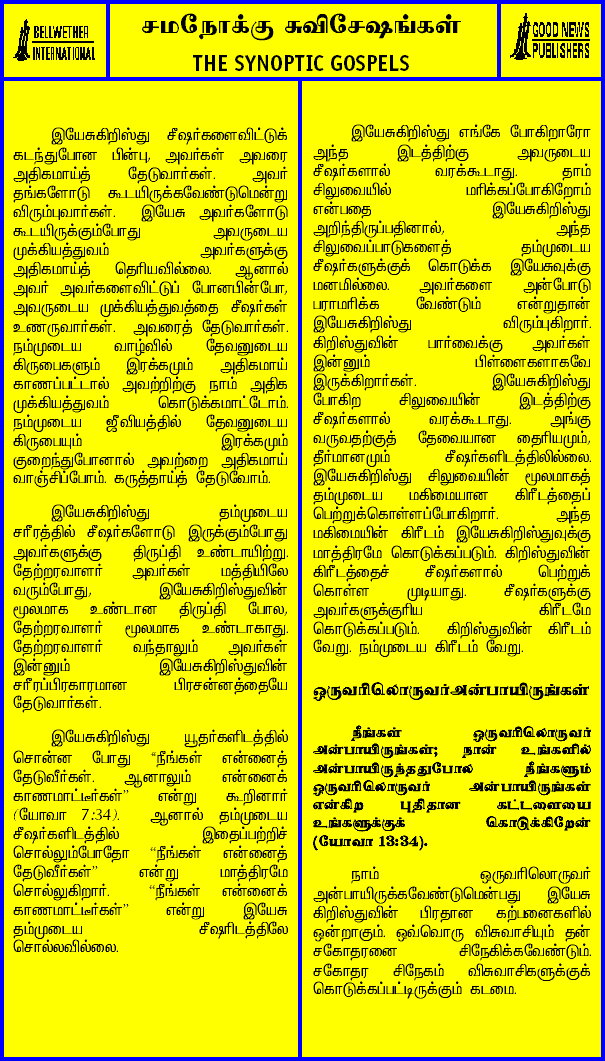 BELLWETHER
INTERNATIONAL
சமநோக்கு சுவிசேஷங்கள்
THE SYNOPTIC GOSPELS
GOOD NEWS
PUBLISHERS
இயேசுகிறிஸ்து சீஷர்களைவிட்டுக்
கடந்துபோன பின்பு, அவர்கள் அவரை
அதிகமாய்த் தேடுவார்கள். அவர்
தங்களோடு கூடயிருக்கவேண்டுமென்று
விரும்புவார்கள். இயேசு அவர்களோடு
கூடயிருக்கும்போது அவருடைய
முக்கியத்துவம் அவர்களுக்கு
அதிகமாய்த் தெரியவில்லை. ஆனால்
அவர் அவர்களைவிட்டுப் போனபின்போ,
அவருடைய முக்கியத்துவத்தை சீஷர்கள்
உணருவார்கள். அவரைத் தேடுவார்கள்.
நம்முடைய வாழ்வில் தேவனுடைய
கிருபைகளும் இரக்கமும் அதிகமாய்
காணப்பட்டால் அவற்றிற்கு நாம் அதிக
முக்கியத்துவம் கொடுக்கமாட்டோம்.
நம்முடைய ஜீவியத்தில் தேவனுடைய
கிருபையும் இரக்கமும்
குறைந்துபோனால் அவற்றை அதிகமாய்
வாஞ்சிப்போம். கருத்தாய்த் தேடுவோம்.
இயேசுகிறிஸ்து தம்முடைய
சரீரத்தில் சீஷர்களோடு இருக்கும்போது
அவர்களுக்கு திருப்தி உண்டாயிற்று.
தேற்றரவாளர் அவர்கள் மத்தியிலே
வரும்போது, இயேசுகிறிஸ்துவின்
மூலமாக உண்டான திருப்தி போல,
தேற்றரவாளர் மூலமாக உண்டாகாது.
தேற்றரவாளர் வந்தாலும் அவர்கள்
இன்னும் இயேசுகிறிஸ்துவின்
சரீரப்பிரகாரமான பிரசன்னத்தையே
தேடுவார்கள்.
இயேசுகிறிஸ்து யூதர்களிடத்தில்
சொன்ன போது “நீங்கள் என்னைத்
தேடுவீர்கள். ஆனாலும் என்னைக்
காணமாட்டீர்கள்” என்று கூறினார்
(யோவா 7:34). ஆனால் தம்முடைய
சீஷர்களிடத்தில் இதைப்பற்றிச்
சொல்லும்போதோ “நீங்கள் என்னைத்
தேடுவீர்கள்” என்று மாத்திரமே
சொல்லுகிறார். “நீங்கள் என்னைக்
காணமாட்டீர்கள்” என்று இயேசு
தம்முடைய சீஷரிடத்திலே
சொல்லவில்லை.
இயேசுகிறிஸ்து எங்கே போகிறாரோ
அந்த இடத்திற்கு அவருடைய
சீஷர்களால் வரக்கூடாது. தாம்
சிலுவையில் மரிக்கப்போகிறோம்
என்பதை இயேசுகிறிஸ்து
அறிந்திருப்பதினால், அந்த
சிலுவைப்பாடுகளைத் தம்முடைய
சீஷர்களுக்குக் கொடுக்க இயேசுவுக்கு
மனமில்லை. அவர்களை அன்போடு
பராமரிக்க வேண்டும் என்றுதான்
இயேசுகிறிஸ்து விரும்புகிறார்.
கிறிஸ்துவின் பார்வைக்கு அவர்கள்
இன்னும் பிள்ளைகளாகவே
இருக்கிறார்கள். இயேசுகிறிஸ்து
போகிற சிலுவையின் இடத்திற்கு
சீஷர்களால் வரக்கூடாது. அங்கு
வருவதற்குத் தேவையான தைரியமும்,
தீர்மானமும் சீஷர்களிடத்திலில்லை.
இயேசுகிறிஸ்து சிலுவையின் மூலமாகத்
தம்முடைய மகிமையான கிரீடத்தைப்
பெற்றுக்கொள்ளப்போகிறார். அந்த
மகிமையின் கிரீடம் இயேசுகிறிஸ்துவுக்கு
மாத்திரமே கொடுக்கப்படும். கிறிஸ்துவின்
கிரீடத்தைச் சீஷர்களால் பெற்றுக்
கொள்ள முடியாது. சீஷர்களுக்கு
அவர்களுக்குரிய கிரீடமே
கொடுக்கப்படும். கிறிஸ்துவின் கிரீடம்
வேறு. நம்முடைய கிரீடம் வேறு.
ஒருவரிலொருவர்அன்பாயிருங்கள்
நீங்கள் ஒருவரிலொருவர்
அன்பாயிருங்கள்; நான் உங்களில்
அன்பாயிருந்ததுபோல் நீங்களும்
ஒருவரிலொருவர் அன்பாயிருங்கள்
என்கிற புதிதான கட்டளையை
உங்களுக்குக் கொடுக்கிறேன்
(யோவா 13:34).
நாம் ஒருவரிலொருவர்
அன்பாயிருக்கவேண்டுமென்பது இயேசு
கிறிஸ்துவின் பிரதான கற்பனைகளில்
ஒன்றாகும். ஒவ்வொரு விசுவாசியும் தன்
சகோதரனை சிநேகிக்கவேண்டும்.
சகோதர சிநேகம் விசுவாசிகளுக்குக்
கொடுக்கப்பட்டிருக்கும் கடமை.